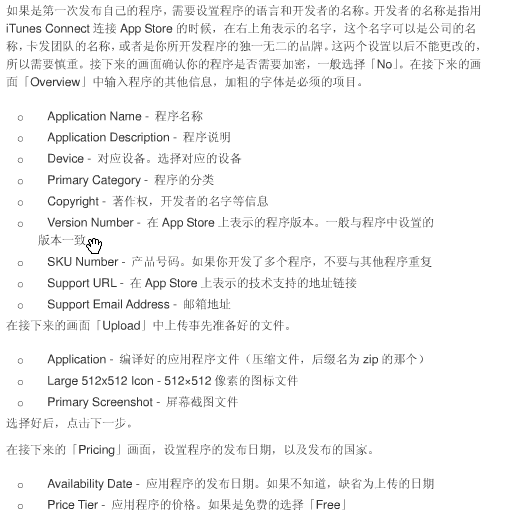 如果是第一次发布自己的程序，需要设置程序的语言和开发者的名称。开发者的名称是指用
iTunes Connect 连接 App Store 的时候，在右上角表示的名字，这个名字可以是公司的名
称，卡发团队的名称，或者是你所开发程序的独一无二的品牌。这两个设置以后不能更改的，
所以需要慎重。接下来的画面确认你的程序是否需要加密，一般选择「No」。在接下来的画
面「Overview」中输入程序的其他信息，加粗的字体是必须的项目。
o Application Name - 程序名称
o Application Description - 程序说明
o Device - 对应设备。选择对应的设备
o Primary Category - 程序的分类
o Copyright - 著作权，开发者的名字等信息
o Version Number - 在 App Store 上表示的程序版本。一般与程序中设置的
版本一致
o SKU Number - 产品号码。如果你开发了多个程序，不要与其他程序重复
o Support URL - 在 App Store 上表示的技术支持的地址链接
o Support Email Address - 邮箱地址
在接下来的画面「Upload」中上传事先准备好的文件。
o Application - 编译好的应用程序文件（压缩文件，后缀名为 zip 的那个）
o Large 512x512 Icon - 512×512 像素的图标文件
o Primary Screenshot - 屏幕截图文件
选择好后，点击下一步。
在接下来的「Pricing」画面，设置程序的发布日期，以及发布的国家。
o Availability Date - 应用程序的发布日期。如果不知道，缺省为上传的日期
o Price Tier - 应用程序的价格。如果是免费的选择「Free」